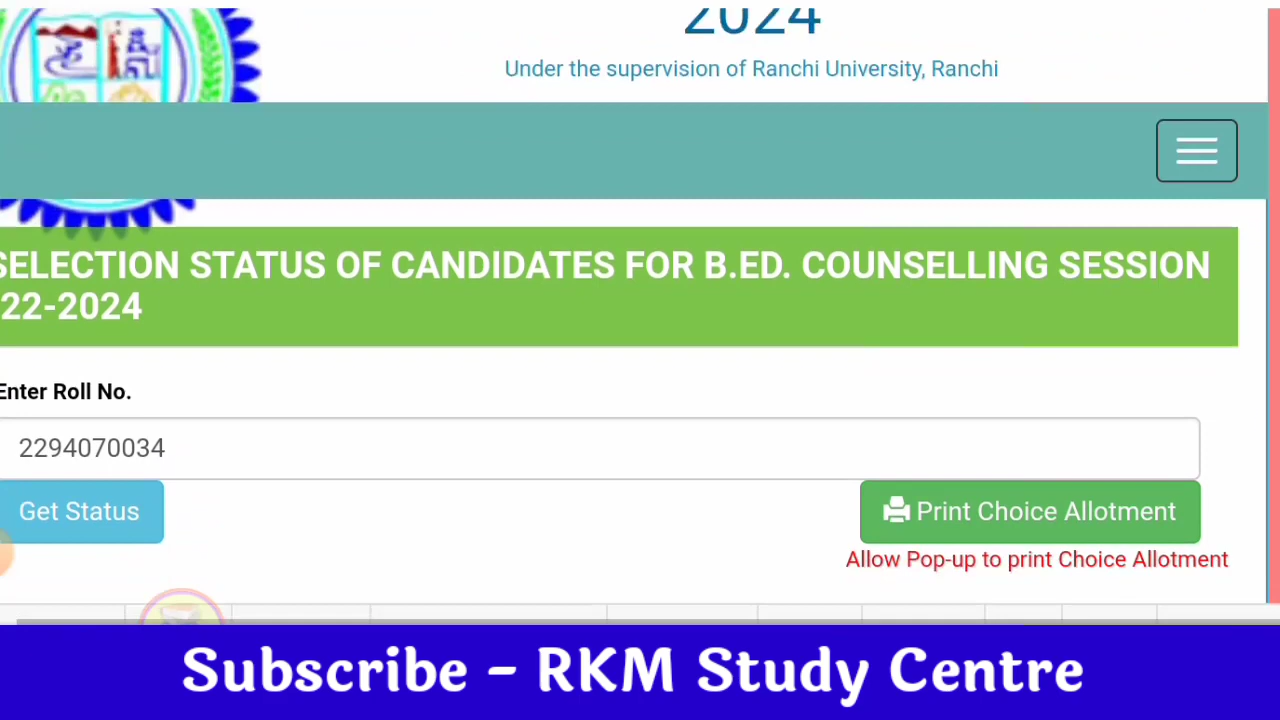 2024
Under the supervision of Ranchi University, Ranchi
SELECTION STATUS OF CANDIDATES FOR B.ED. COUNSELLING SESSION
22-2024
Enter Roll No.
2294070034
Get Status
Print Choice Allotment
Allow Pop-up to print Choice Allotment
Subscribe - RKM Study Centre